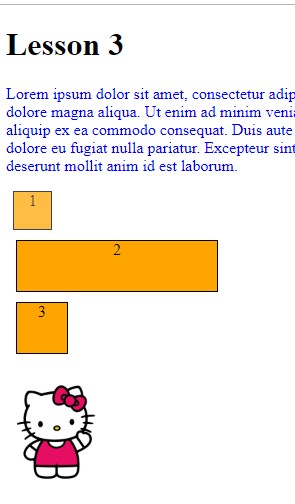 Lesson 3
Lorem ipsum dolor sit amet, consectetur adip
dolore magna aliqua. Ut enim ad minim venia
aliquip ex ea commodo consequat. Duis aute
dolore eu fugiat nulla pariatur. Excepteur sint
deserunt mollit anim id est laborum.
1
2
3